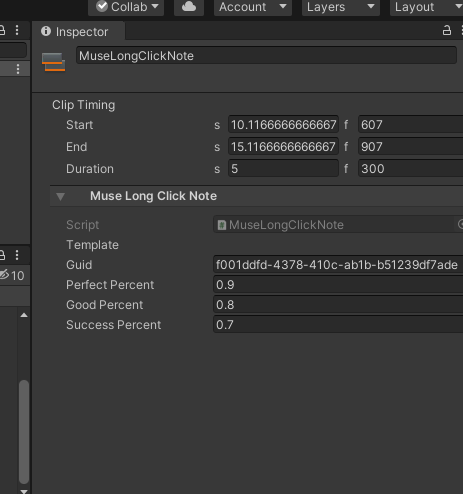 Collab Account Layers Layout
Inspector
MuseLongClickNote
Clip Timing
Start s 10.1166666666667 f 607
End s 15.1166666666667 f 907
Duration s 5 f 300
Muse Long Click Note
Script MuseLongClickNote
Template
Guid f001ddfd-4378-410c-ab1b-b51239df7ade
10
Perfect Percent 0.9
Good Percent 0.8
Success Percent 0.7